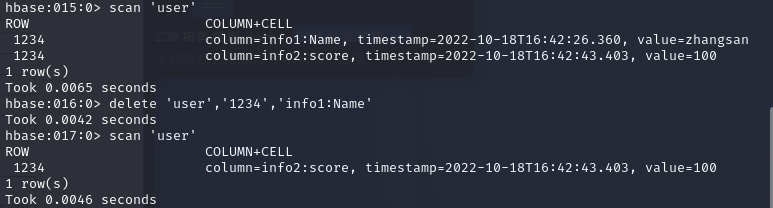 hbase:015:0> scan 'user'
ROW COLUMN+CELL
1234 column=info1:Name, timestamp=2022-10-18T16:42:26.360, value=zhangsan
1234 column=info2:score, timestamp=2022-10-18T16:42:43.403, value=100
1 row(s)
Took 0.0065 seconds
hbase:016:0> delete 'user','1234','info1:Name'
Took 0.0042 seconds
hbase:017:0> scan 'user'
ROW COLUMN+CELL
1234 column=info2:score, timestamp=2022-10-18T16:42:43.403, value=100
1 row(s)
Took 0.0046 seconds